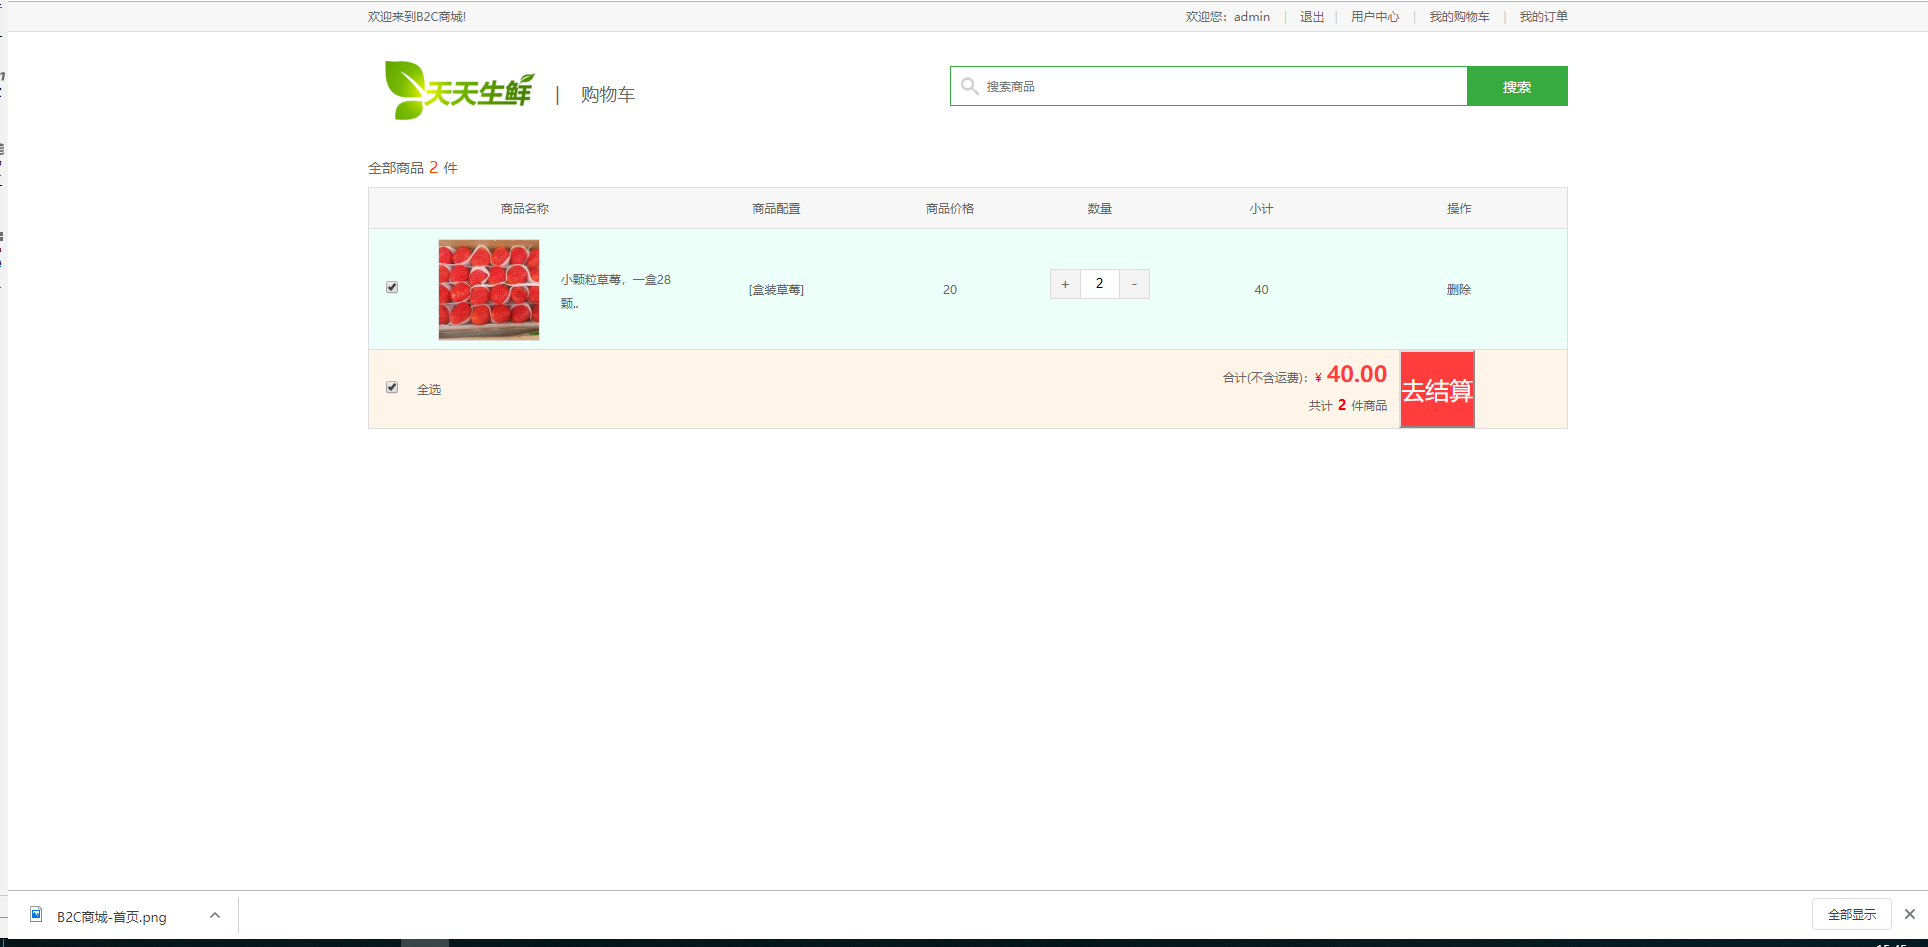 欢迎来到B2C商城!
欢迎您：admin | 退出 | 用户中心 | 我的购物车 | 我的订单
天天生鲜 | 购物车
搜索商品
搜索
全部商品 2 件
商品名称 商品配置 商品价格 数量 小计 操作
小颗粒草莓，一盒28
颗..
[盒装草莓] 20 + 2 - 40 删除
全选
合计(不含运费)：¥ 40.00
共计 2 件商品
去结算
B2C商城-首页.png
全部显示